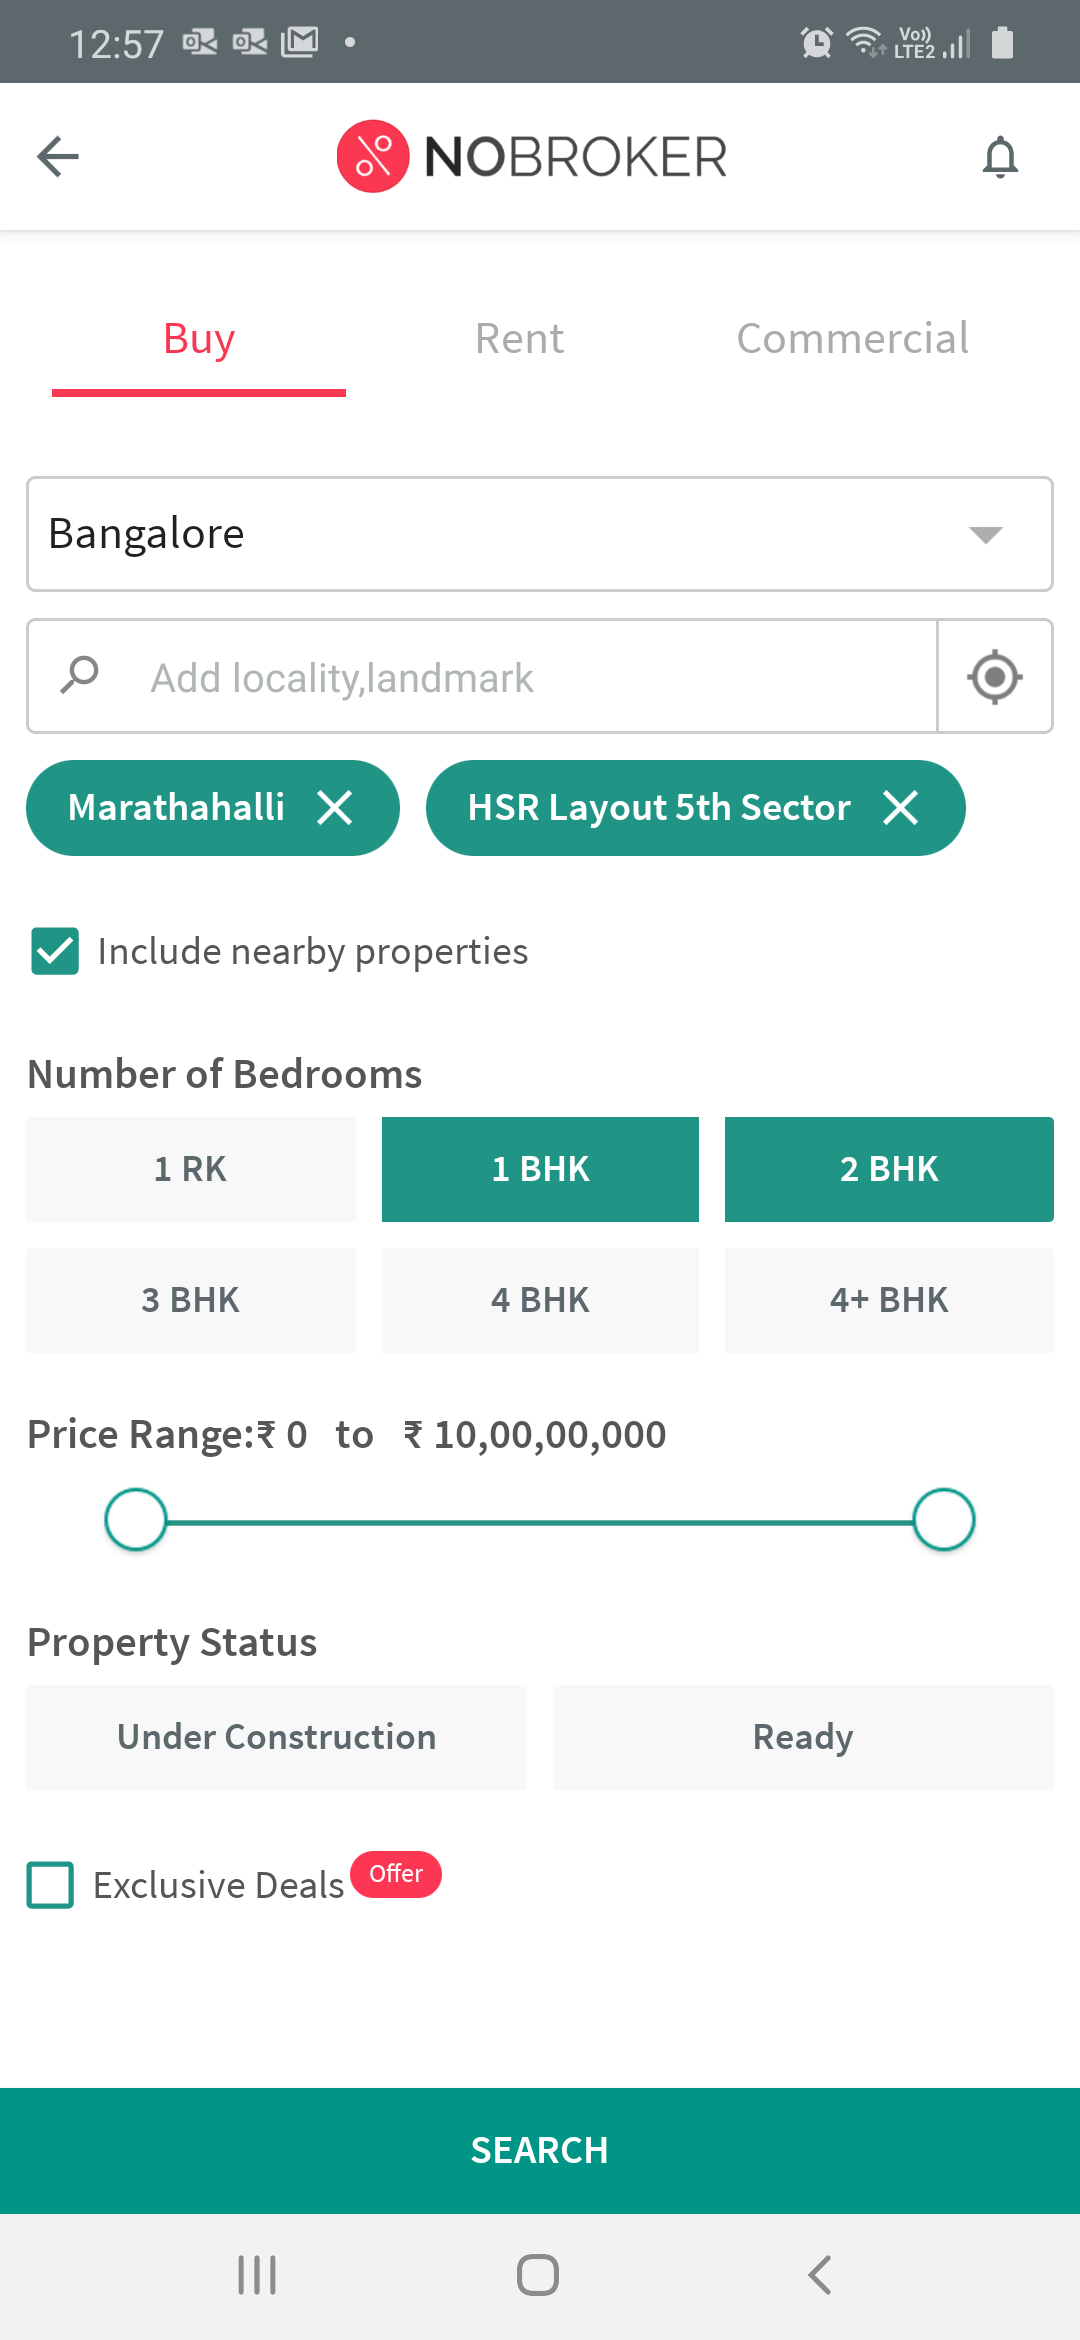 12:57
Vo)) LTE2
NOBROKER
Buy Rent Commercial
Bangalore
Add locality,landmark
Marathahalli HSR Layout 5th Sector
Include nearby properties
Number of Bedrooms
1 RK 1 BHK 2 BHK
3 BHK 4 BHK 4+ BHK
Price Range:₹ 0 to ₹ 10,00,00,000
Property Status
Under Construction Ready
Exclusive Deals Offer
SEARCH